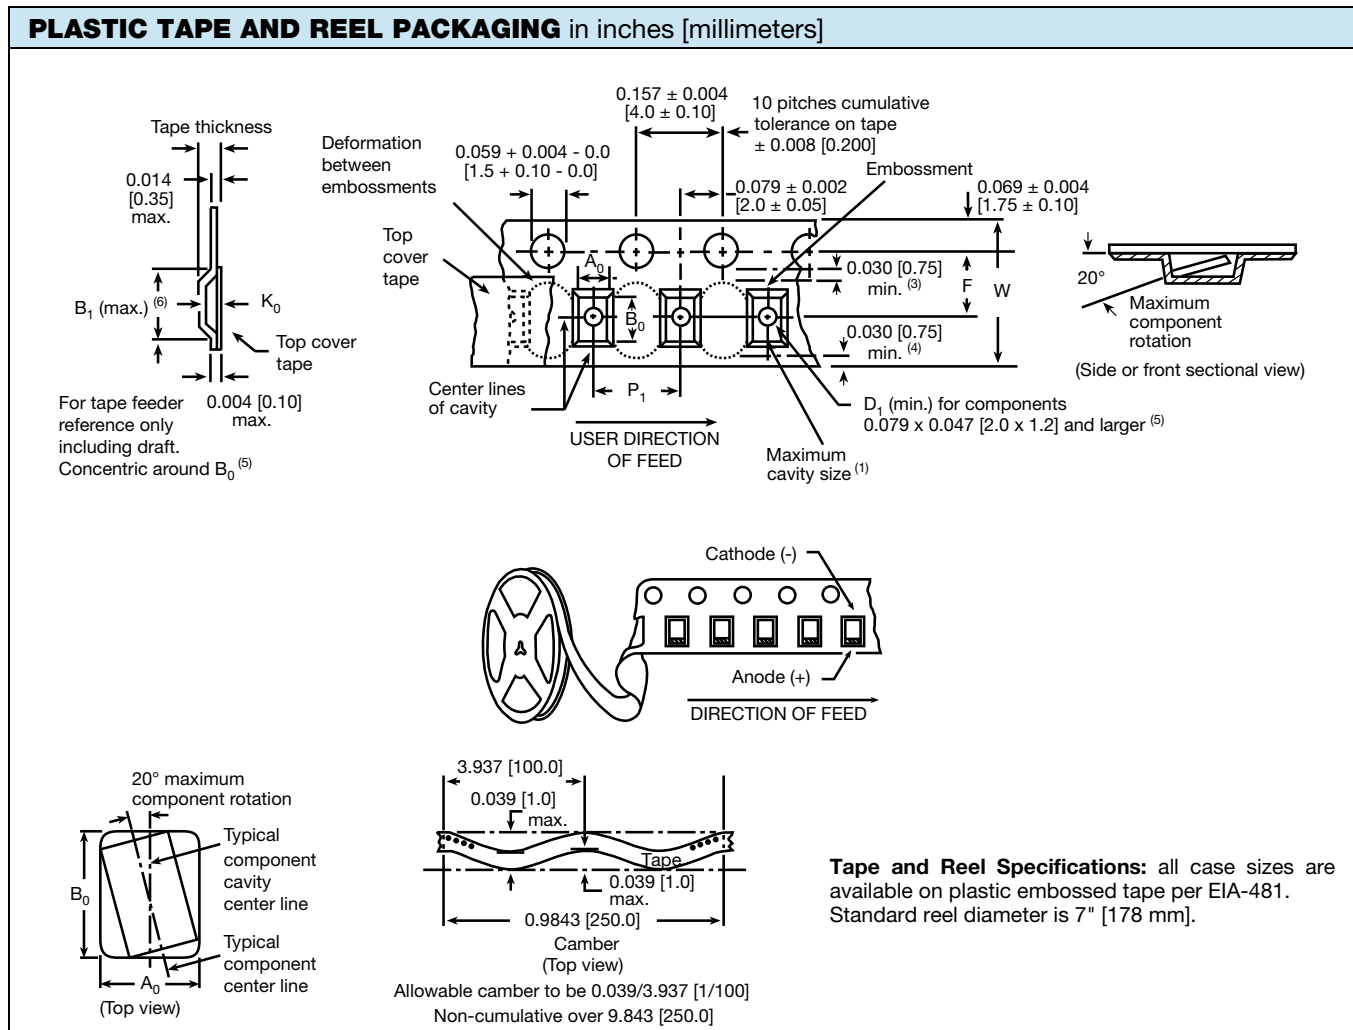 PLASTIC TAPE AND REEL PACKAGING in inches [millimeters]
Tape thickness
0.014
[0.35]
max.
B1 (max.) (6)
K0
Top cover
tape
For tape feeder
reference only
including draft.
Concentric around B0 (5)
0.004 [0.10]
max.
Deformation
between
embossments
Top
cover
tape
0.059 + 0.004 - 0.0
[1.5 + 0.10 - 0.0]
0.157 ± 0.004
[4.0 ± 0.10]
10 pitches cumulative
tolerance on tape
± 0.008 [0.200]
Embossment
0.079 ± 0.002
[2.0 ± 0.05]
0.069 ± 0.004
[1.75 ± 0.10]
A0
B0
0.030 [0.75]
min. (3)
F
W
0.030 [0.75]
min. (4)
20°
Maximum
component
rotation
(Side or front sectional view)
Center lines
of cavity
P1
USER DIRECTION
OF FEED
D1 (min.) for components
0.079 x 0.047 [2.0 x 1.2] and larger (5)
Maximum
cavity size (1)
Cathode (-)
Anode (+)
DIRECTION OF FEED
20° maximum
component rotation
Typical
component
cavity
center line
B0
Typical
component
center line
A0
(Top view)
3.937 [100.0]
0.039 [1.0]
max.
Tape
0.039 [1.0]
max.
0.9843 [250.0]
Camber
(Top view)
Allowable camber to be 0.039/3.937 [1/100]
Non-cumulative over 9.843 [250.0]
Tape and Reel Specifications: all case sizes are
available on plastic embossed tape per EIA-481.
Standard reel diameter is 7" [178 mm].